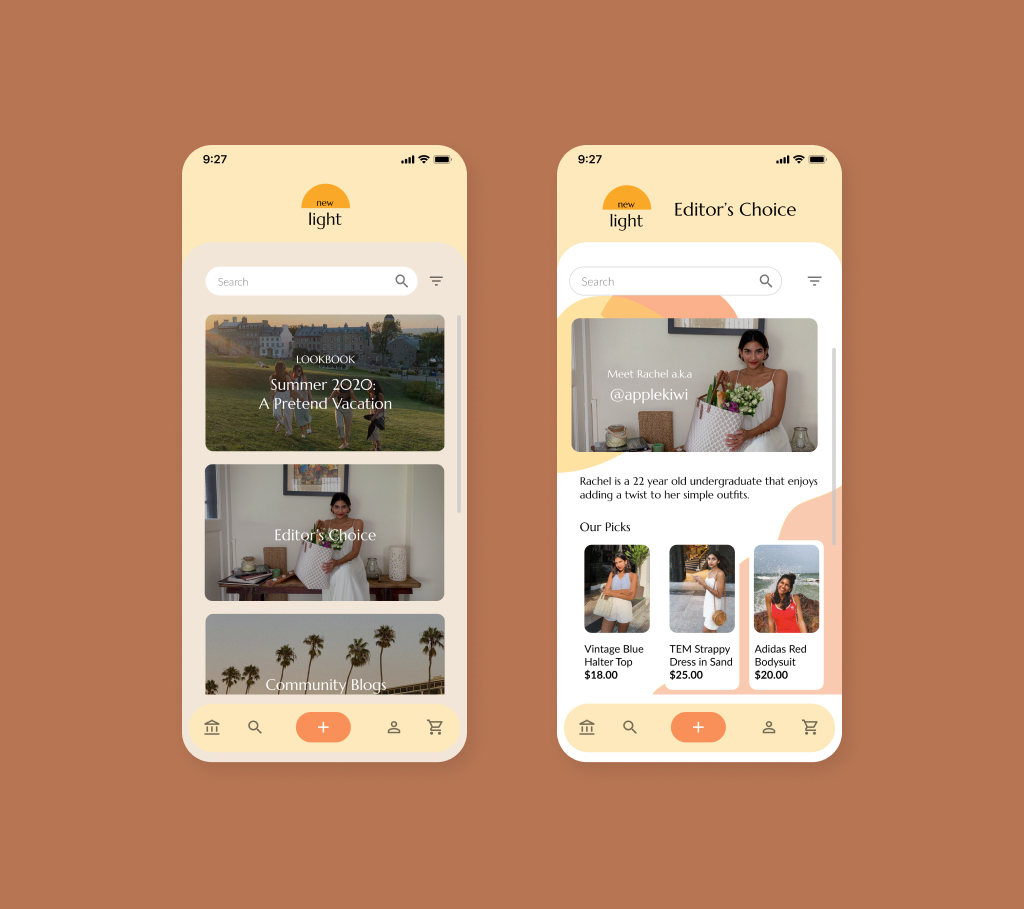 9:27
new
light
Search
LOOKBOOK
Summer 2020:
A Pretend Vacation
Editor's Choice
Community Blogs
9:27
new
light
Editor's Choice
Search
Meet Rachel a.k.a
@applekiwi
Rachel is a 22 year old undergraduate that enjoys
adding a twist to her simple outfits.
Our Picks
Vintage Blue
Halter Top
$18.00
TEM Strappy
Dress in Sand
$25.00
Adidas Red
Bodysuit
$20.00